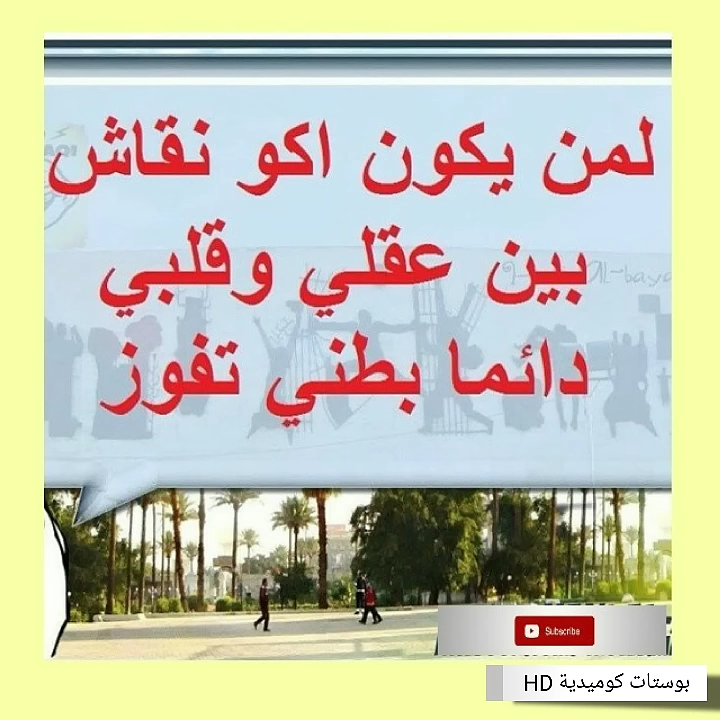 لمن يكون اكو نقاش
بين عقلي وقلبي
دائما بطني تفوز
Subscribe
بوستات كوميدية HD